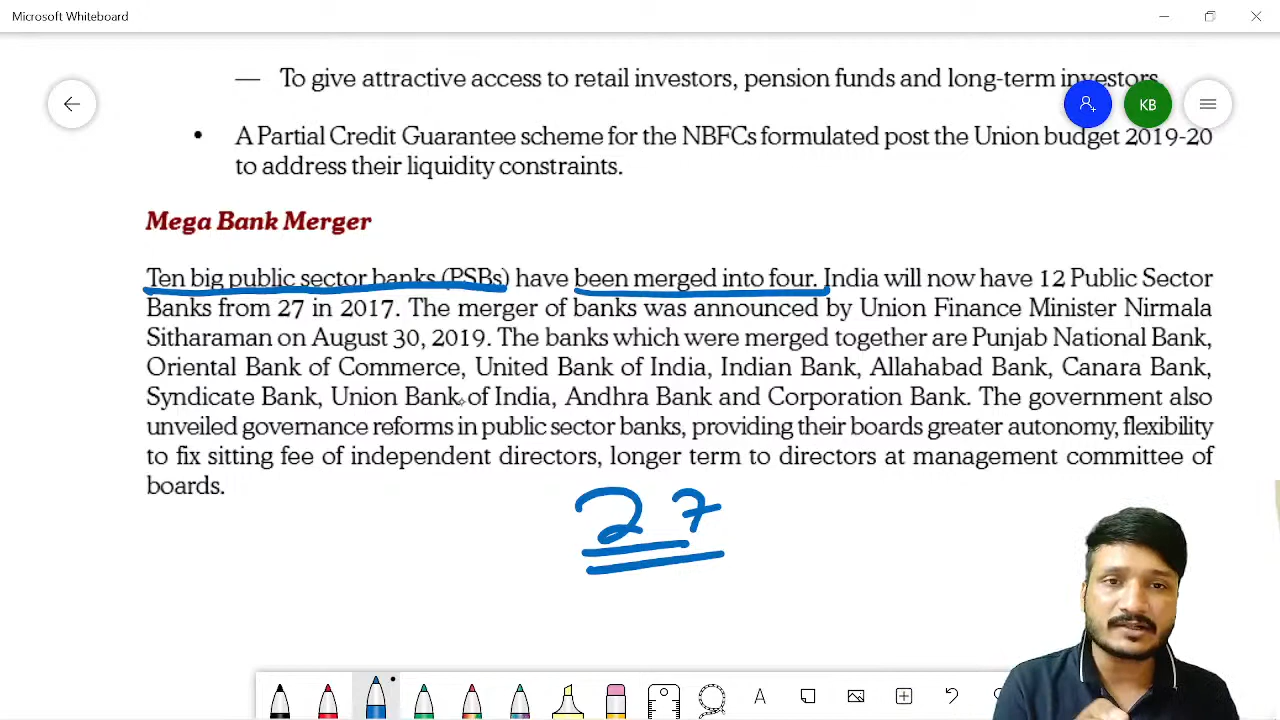 Microsoft Whiteboard
— To give attractive access to retail investors, pension funds and long-term investors.
KB
• A Partial Credit Guarantee scheme for the NBFCs formulated post the Union budget 2019-20
to address their liquidity constraints.
Mega Bank Merger
Ten big public sector banks (PSBs) have been merged into four. India will now have 12 Public Sector
Banks from 27 in 2017. The merger of banks was announced by Union Finance Minister Nirmala
Sitharaman on August 30, 2019. The banks which were merged together are Punjab National Bank,
Oriental Bank of Commerce, United Bank of India, Indian Bank, Allahabad Bank, Canara Bank,
Syndicate Bank, Union Bank of India, Andhra Bank and Corporation Bank. The government also
unveiled governance reforms in public sector banks, providing their boards greater autonomy, flexibility
to fix sitting fee of independent directors, longer term to directors at management committee of
boards.
27
A